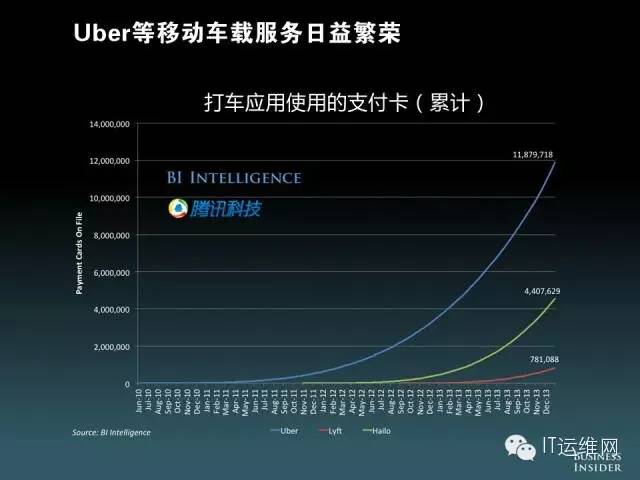 Uber等移动车载服务日益繁荣
打车应用使用的支付卡（累计）
14,000,000
12,000,000
10,000,000
8,000,000
6,000,000
4,000,000
2,000,000
0
Payment Cards On File
BI INTELLIGENCE
腾讯科技
11,879,718
4,407,629
781,088
Jun-10
Jul-10
Aug-10
Sep-10
Oct-10
Nov-10
Dec-10
Jan-11
Feb-11
Mar-11
Apr-11
May-11
Jun-11
Jul-11
Aug-11
Sep-11
Oct-11
Nov-11
Dec-11
Jan-12
Feb-12
Mar-12
Apr-12
May-12
Jun-12
Jul-12
Aug-12
Sep-12
Oct-12
Nov-12
Dec-12
Jan-13
Feb-13
Mar-13
Apr-13
May-13
Jun-13
Jul-13
Aug-13
Sep-13
Oct-13
Nov-13
Dec-13
Source: BI Intelligence
Uber
Lyft
Hailo
IT运维网
BUSINESS
INSIDER